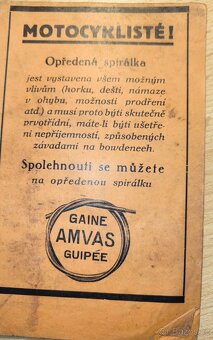 MOTOCYKLISTÉ!
Opředená spirálka
jest vystavena všem možným
vlivům (horku, dešti, námaze
v ohybu, možnosti prodření
atd.) a musí proto býti skutečně
prvotřídní, máte-li býti ušetře
ni nepříjemností, způsobených
závadami na bowdenech.
Spolehnouti se můžete
na opředenou spirálku
GAINE
AMVAS
GUIPÉE